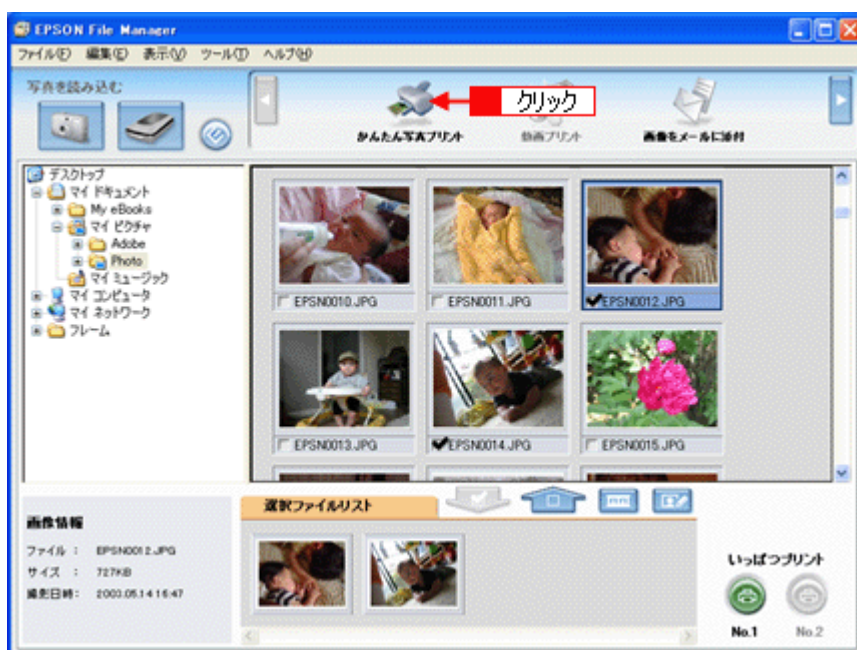 EPSON File Manager
ファイル(F) 編集(E) 表示(V) ツール(T) ヘルプ(H)
写真を読み込む
クリック
かんたん写真プリント
動画プリント
画像をメールに添付
デスクトップ
マイ ドキュメント
My eBooks
マイ ピクチャ
Adobe
Photo
マイ ミュージック
マイ コンピュータ
マイ ネットワーク
フレーム
EPSN0010.JPG
EPSN0011.JPG
EPSN0012.JPG
EPSN0013.JPG
EPSN0014.JPG
EPSN0015.JPG
選択ファイルリスト
画像情報
ファイル : EPSN0012.JPG
サイズ : 727KB
撮影日時: 2003.05.14 16:47
いっぱつプリント
No.1 No.2